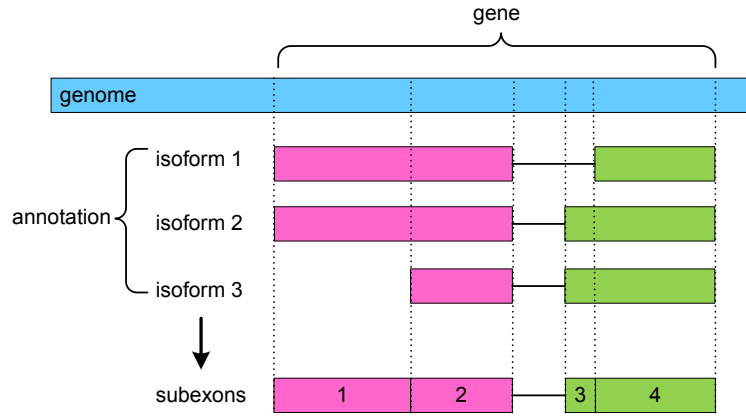 gene
genome
isoform 1
annotation
isoform 2
isoform 3
subexons 1 2 3 4